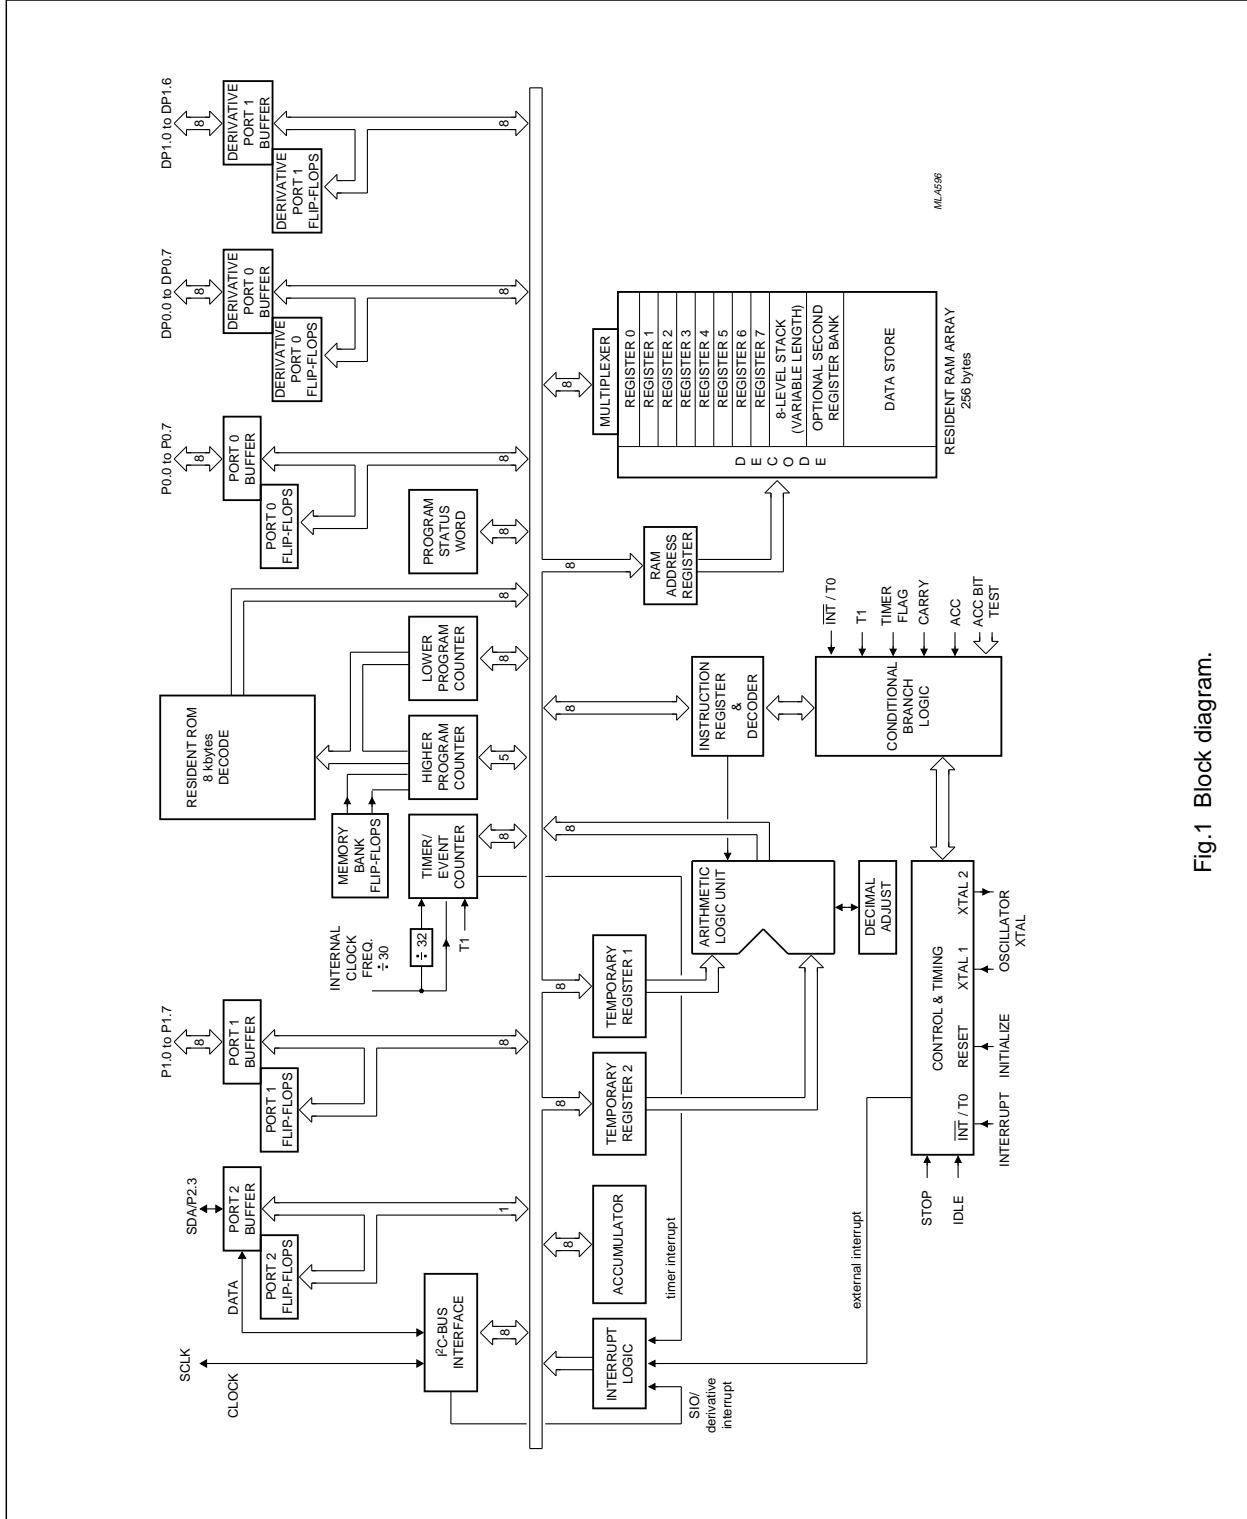 SCLK
CLOCK
DATA
SDA/P2.3
PORT 2
BUFFER
PORT 2
FLIP-FLOPS
1
I²C-BUS
INTERFACE
8
P1.0 to P1.7
8
PORT 1
BUFFER
PORT 1
FLIP-FLOPS
8
INTERNAL
CLOCK
FREQ.
÷ 30
÷ 32
T1
TIMER/
EVENT
COUNTER
8
MEMORY
BANK
FLIP-FLOPS
RESIDENT ROM
8 kbytes
DECODE
HIGHER
PROGRAM
COUNTER
5
LOWER
PROGRAM
COUNTER
8
8
PROGRAM
STATUS
WORD
8
P0.0 to P0.7
8
PORT 0
BUFFER
PORT 0
FLIP-FLOPS
8
DP0.0 to DP0.7
8
DERIVATIVE
PORT 0
BUFFER
DERIVATIVE
PORT 0
FLIP-FLOPS
8
DP1.0 to DP1.6
8
DERIVATIVE
PORT 1
BUFFER
DERIVATIVE
PORT 1
FLIP-FLOPS
8
INTERRUPT
LOGIC
SIO/
derivative
interrupt
timer interrupt
external interrupt
8
ACCUMULATOR
8
TEMPORARY
REGISTER 2
8
TEMPORARY
REGISTER 1
8
ARITHMETIC
LOGIC UNIT
DECIMAL
ADJUST
8
INSTRUCTION
REGISTER
&
DECODER
CONDITIONAL
BRANCH
LOGIC
INT / T0
T1
TIMER
FLAG
CARRY
ACC
ACC BIT
TEST
8
RAM
ADDRESS
REGISTER
8
MULTIPLEXER
D
E
C
O
D
E
REGISTER 0
REGISTER 1
REGISTER 2
REGISTER 3
REGISTER 4
REGISTER 5
REGISTER 6
REGISTER 7
8-LEVEL STACK
(VARIABLE LENGTH)
OPTIONAL SECOND
REGISTER BANK
DATA STORE
RESIDENT RAM ARRAY
256 bytes
STOP
IDLE
CONTROL & TIMING
INT / T0
RESET
XTAL 1
XTAL 2
INTERRUPT
INITIALIZE
OSCILLATOR
XTAL
MLA596
Fig.1 Block diagram.